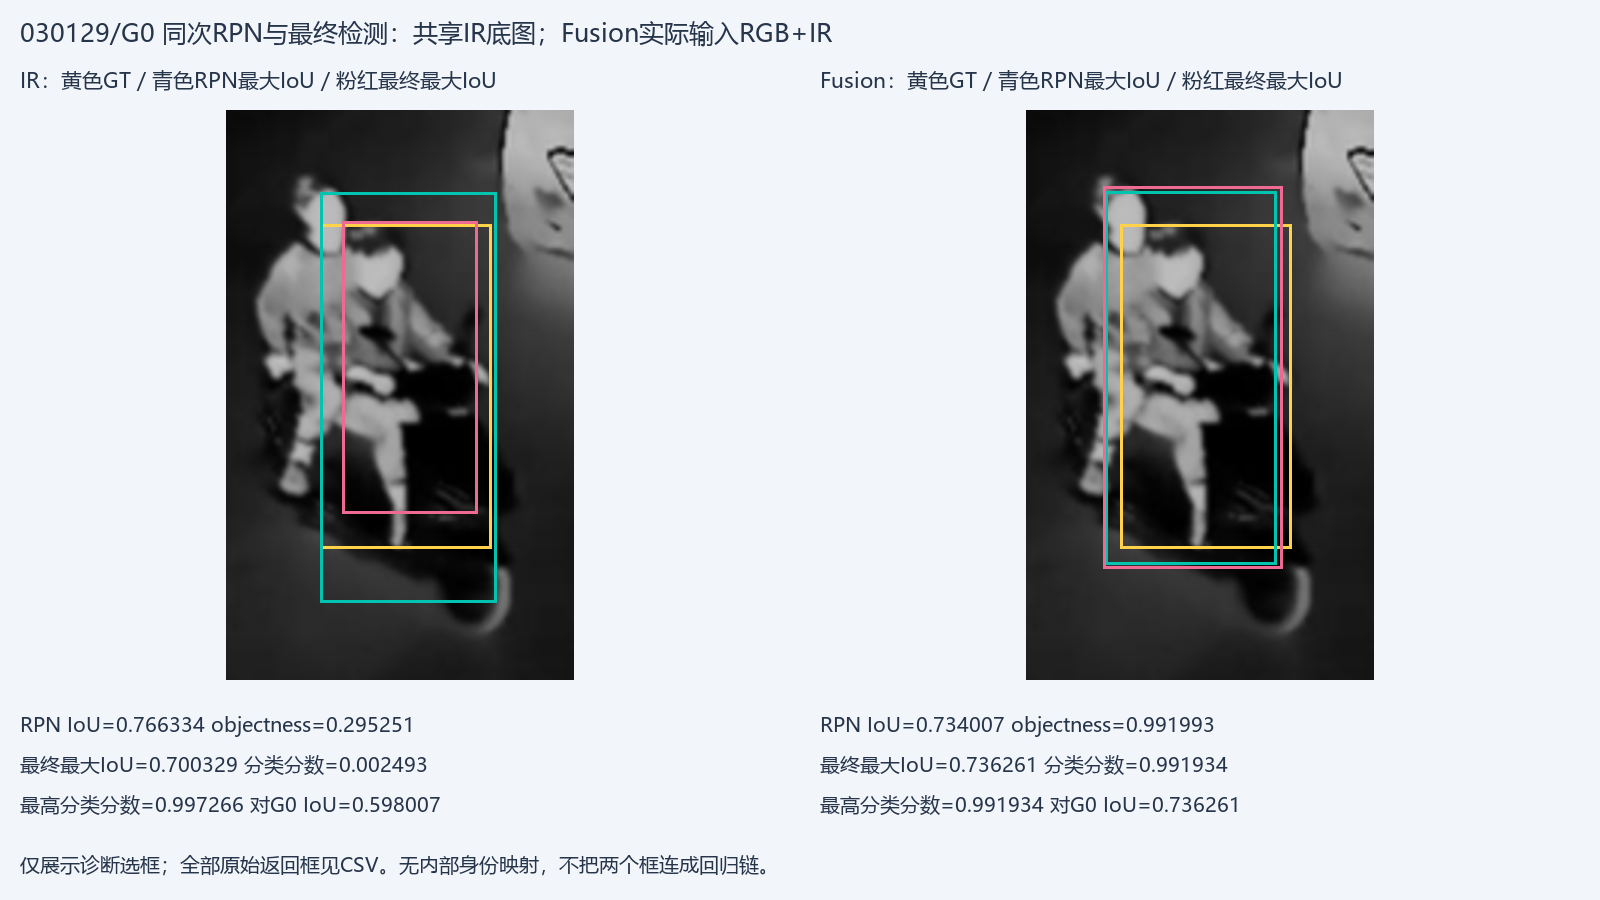 030129/G0 同次RPN与最终检测：共享IR底图；Fusion实际输入RGB+IR
IR：黄色GT / 青色RPN最大IoU / 粉红最终最大IoU
Fusion：黄色GT / 青色RPN最大IoU / 粉红最终最大IoU
RPN IoU=0.766334 objectness=0.295251
最终最大IoU=0.700329 分类分数=0.002493
最高分类分数=0.997266 对G0 IoU=0.598007
RPN IoU=0.734007 objectness=0.991993
最终最大IoU=0.736261 分类分数=0.991934
最高分类分数=0.991934 对G0 IoU=0.736261
仅展示诊断选框；全部原始返回框见CSV。无内部身份映射，不把两个框连成回归链。